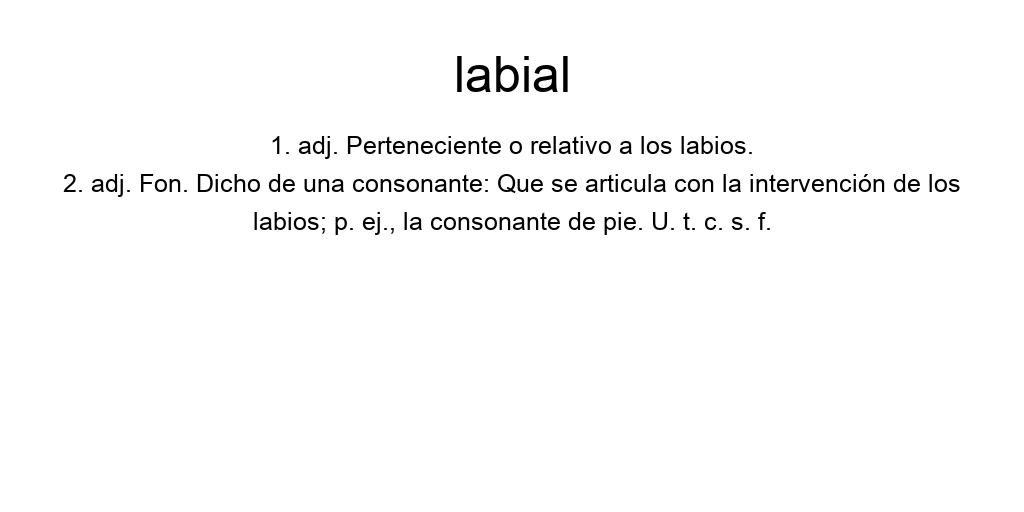 labial
1. adj. Perteneciente o relativo a los labios.
2. adj. Fon. Dicho de una consonante: Que se articula con la intervención de los
labios; p. ej., la consonante de pie. U. t. c. s. f.